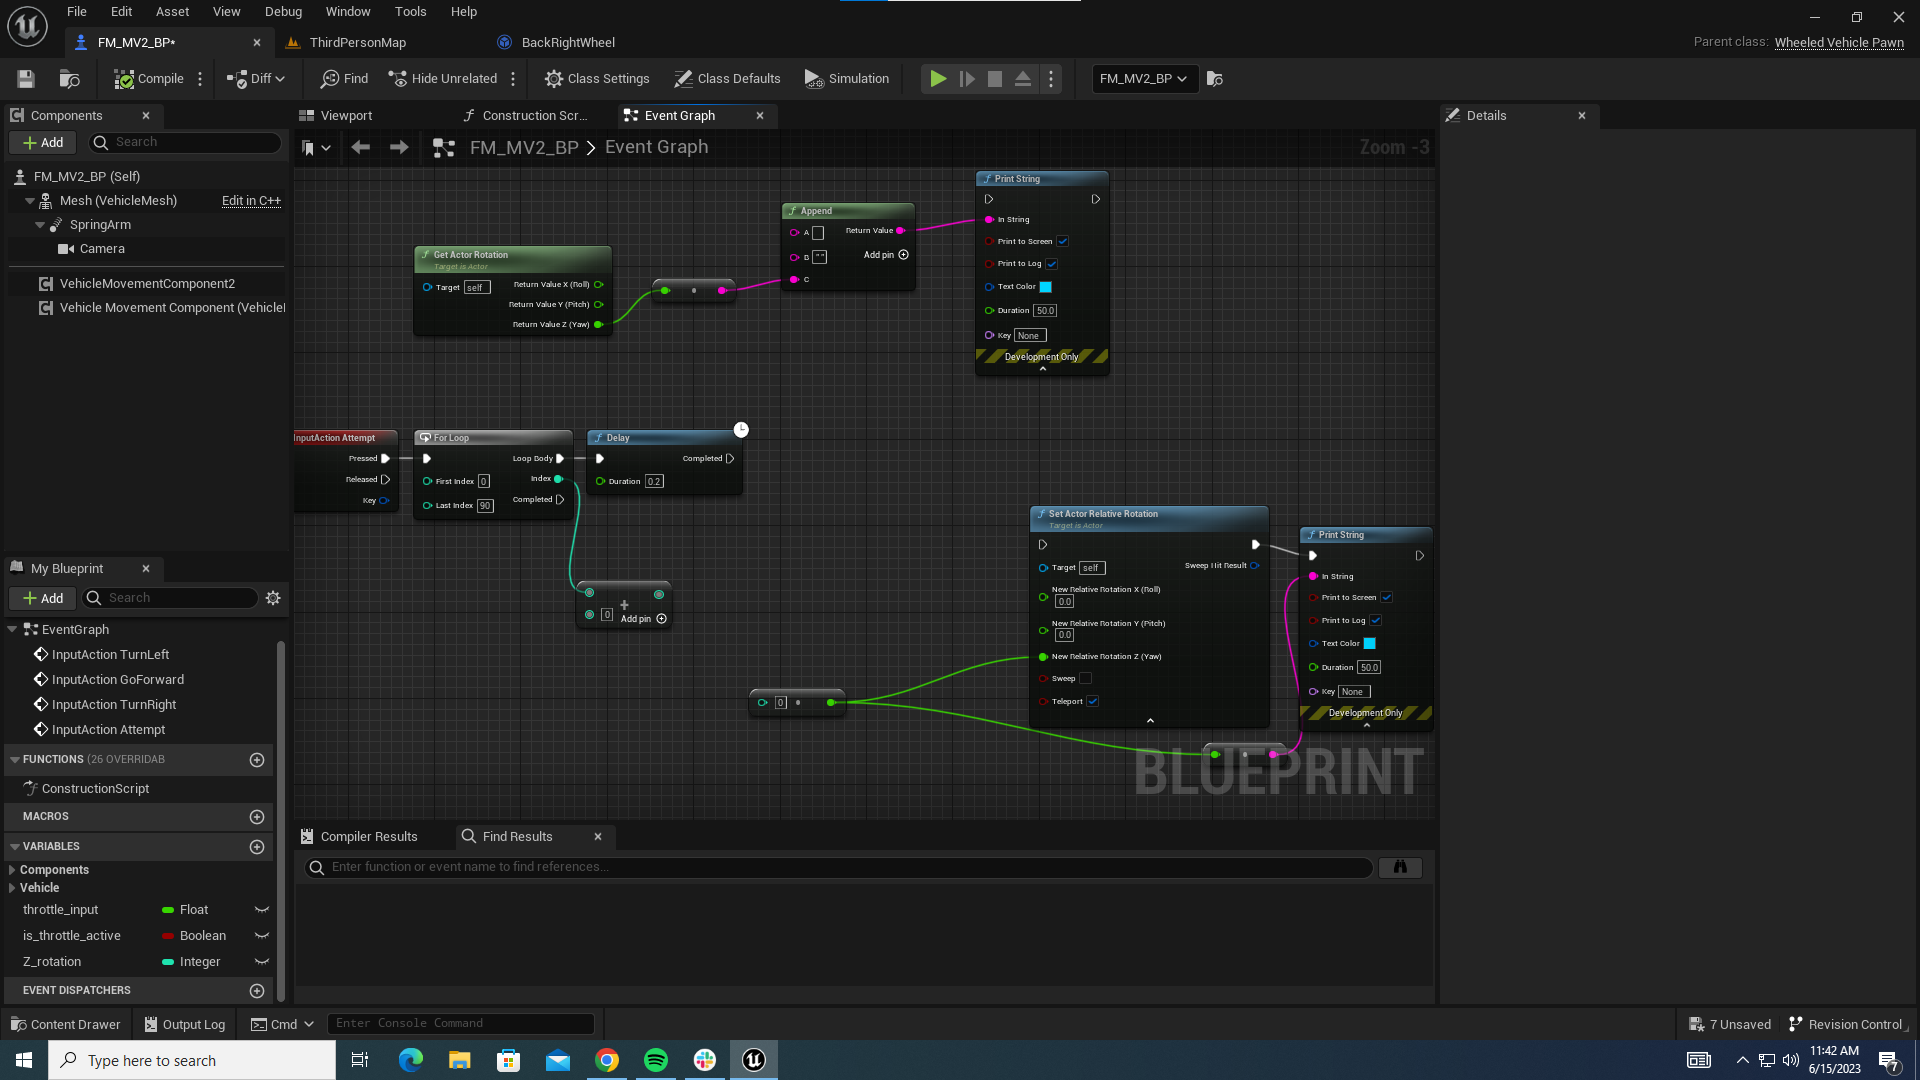 File Edit Asset View Debug Window Tools Help
FM_MV2_BP* ThirdPersonMap BackRightWheel
Parent class: Wheeled Vehicle Pawn
Compile Diff Find Hide Unrelated Class Settings Class Defaults Simulation FM_MV2_BP
Components
Add Search
FM_MV2_BP (Self)
Mesh (VehicleMesh) Edit in C++
SpringArm
Camera
VehicleMovementComponent2
Vehicle Movement Component (Vehicle
My Blueprint
Add Search
EventGraph
InputAction TurnLeft
InputAction GoForward
InputAction TurnRight
InputAction Attempt
FUNCTIONS (26 OVERRIDAB
ConstructionScript
MACROS
VARIABLES
Components
Vehicle
throttle_input Float
is_throttle_active Boolean
Z_rotation Integer
EVENT DISPATCHERS
Viewport Construction Scr... Event Graph
FM_MV2_BP > Event Graph Zoom -3
Get Actor Rotation
Target is Actor
Target self
Return Value X (Roll)
Return Value Y (Pitch)
Return Value Z (Yaw)
Append
A
Return Value
B ""
Add pin
C
Print String
In String
Print to Screen
Print to Log
Text Color
Duration 50.0
Key None
Development Only
InputAction Attempt
Pressed
Released
Key
For Loop
Loop Body
First Index 0
Index
Last Index 90
Completed
Delay
Completed
Duration 0.2
0
Add pin
0
Set Actor Relative Rotation
Target is Actor
Target self
Sweep Hit Result
New Relative Rotation X (Roll)
0.0
New Relative Rotation Y (Pitch)
0.0
New Relative Rotation Z (Yaw)
Sweep
Teleport
Print String
In String
Print to Screen
Print to Log
Text Color
Duration 50.0
Key None
Development Only
BLUEPRINT
Compiler Results Find Results
Enter function or event name to find references...
Details
Content Drawer Output Log Cmd Enter Console Command 7 Unsaved Revision Control
Type here to search
11:42 AM
6/15/2023
7